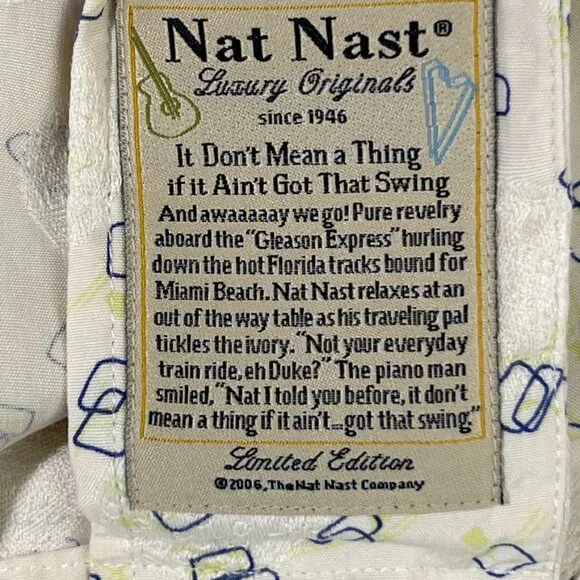 Nat Nast®
Luxury Originals
since 1946
It Don't Mean a Thing
if it Ain't Got That Swing
And awaaaaay we go! Pure revelry
aboard the "Gleason Express" hurling
down the hot Florida tracks bound for
Miami Beach. Nat Nast relaxes at an
out of the way table as his traveling pal
tickles the ivory. "Not your everyday
train ride, eh Duke?" The piano man
smiled, "Nat I told you before, it don't
mean a thing if it ain't...got that swing."
Limited Edition
©2006, The Nat Nast Company